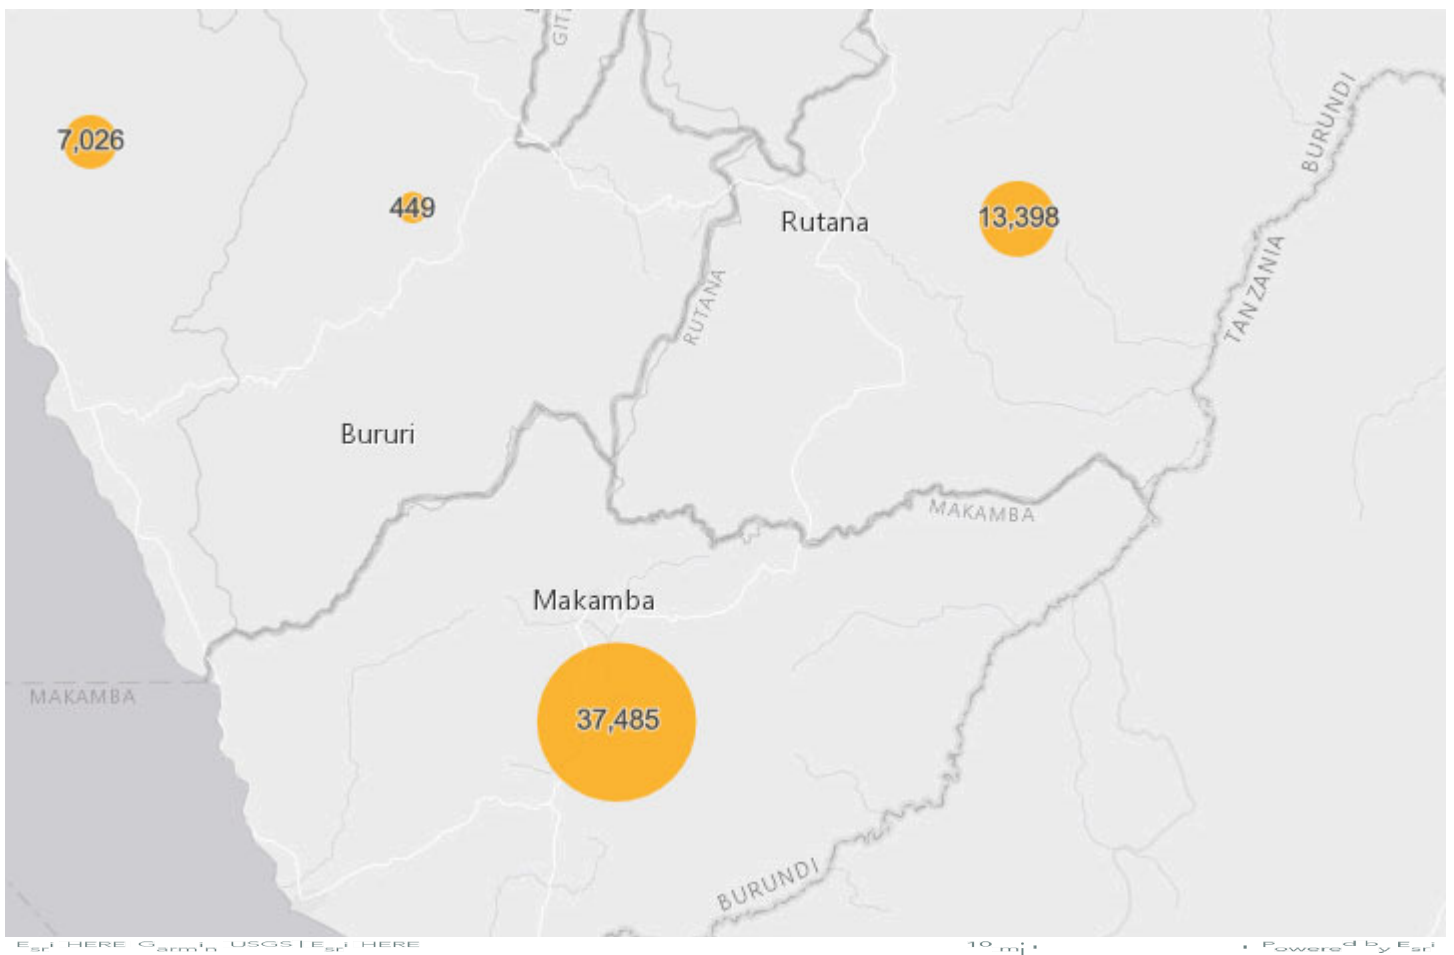 GIT
7,026
BURUNDI
449
13,398
Rutana
TANZANIA
RUTANA
Bururi
MAKAMBA
Makamba
MAKAMBA
37,485
BURUNDI
Esri HERE Garmin USGS | Esri HERE
10 mi
Powered by Esri